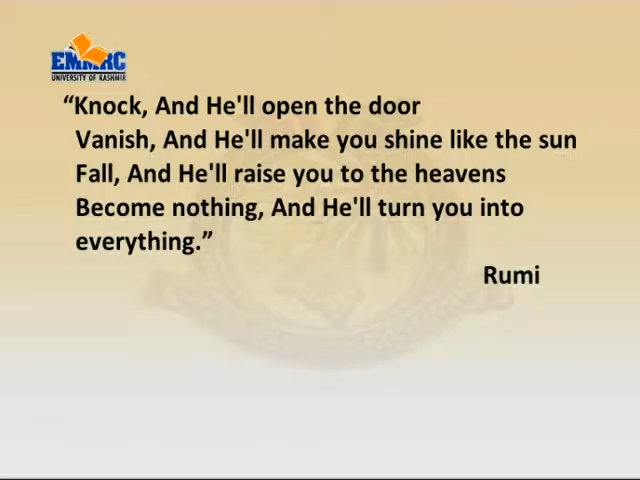 EMMRC
UNIVERSITY OF KASHMIR
“Knock, And He'll open the door
Vanish, And He'll make you shine like the sun
Fall, And He'll raise you to the heavens
Become nothing, And He'll turn you into
everything.”
Rumi